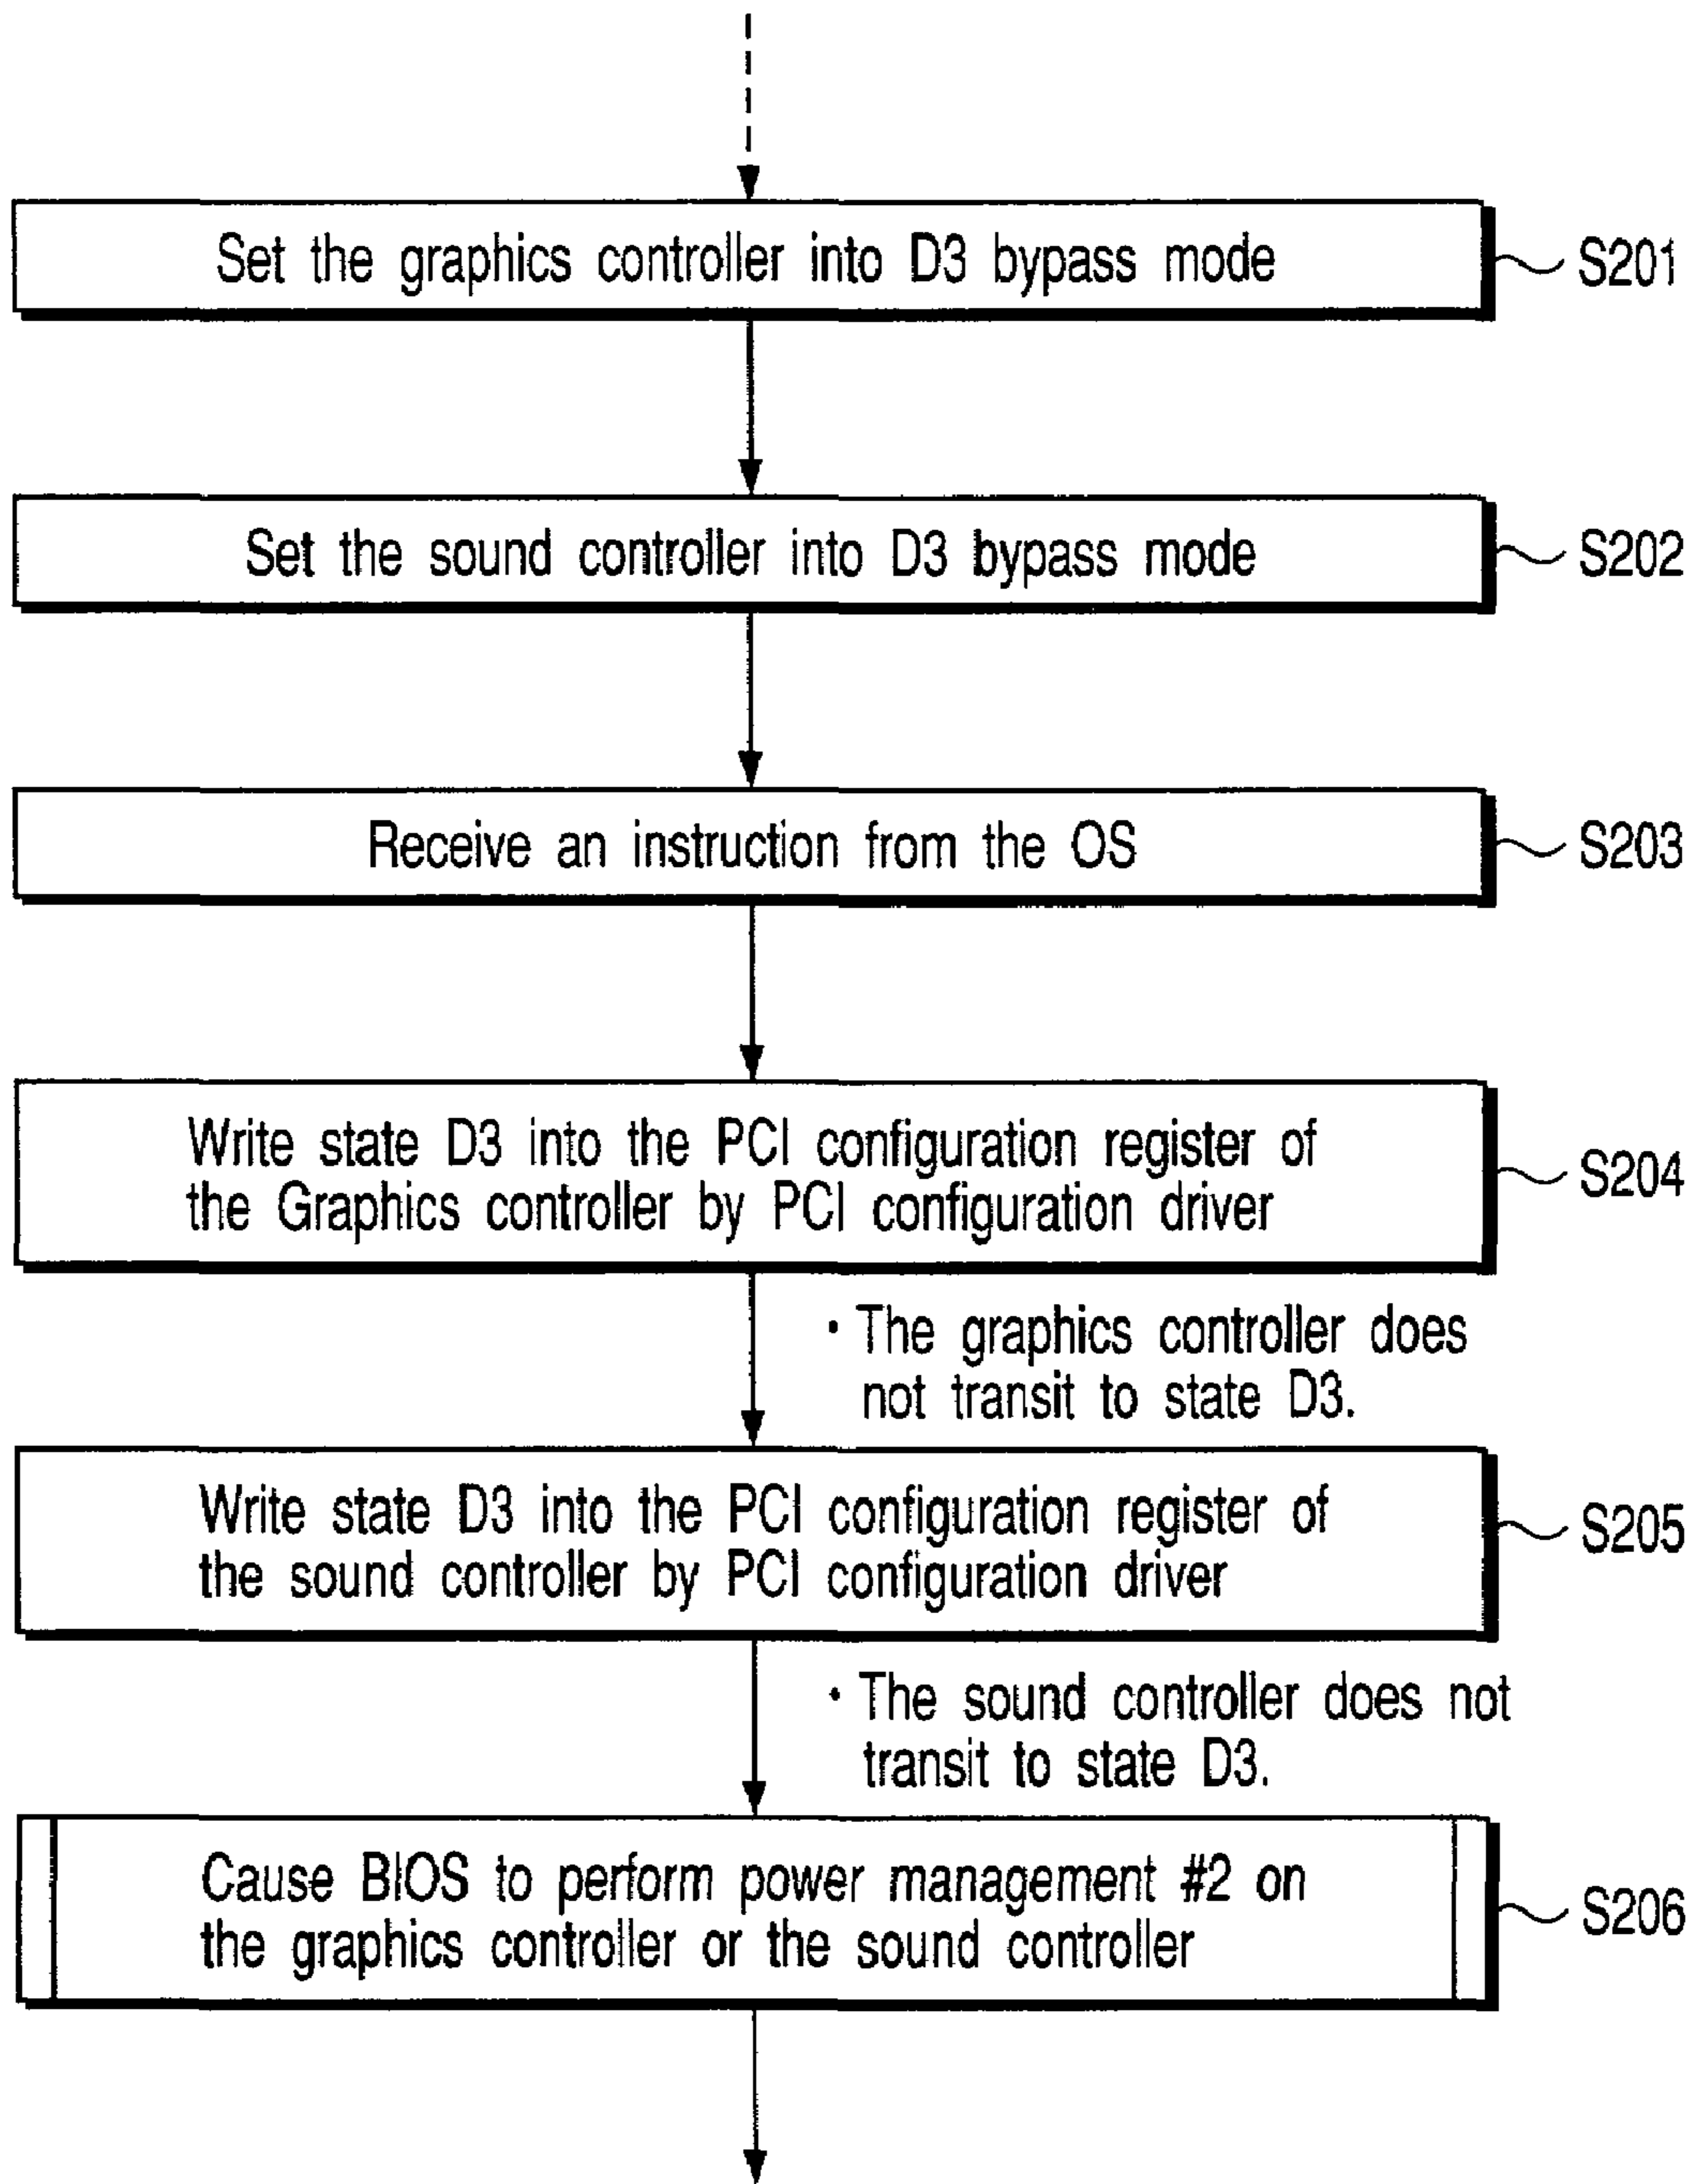 Set the graphics controller into D3 bypass mode
S201
Set the sound controller into D3 bypass mode
S202
Receive an instruction from the OS
S203
Write state D3 into the PCI configuration register of
the Graphics controller by PCI configuration driver
S204
· The graphics controller does
not transit to state D3.
Write state D3 into the PCI configuration register of
the sound controller by PCI configuration driver
S205
· The sound controller does not
transit to state D3.
Cause BIOS to perform power management #2 on
the graphics controller or the sound controller
S206